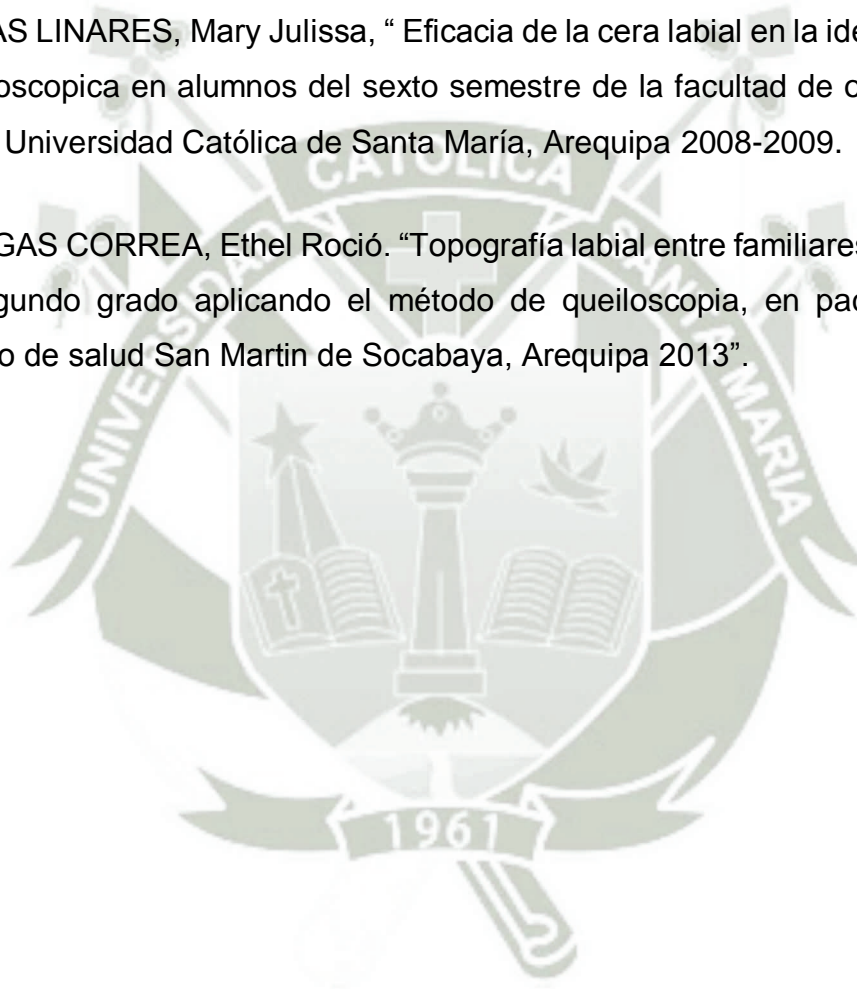 AS LINARES, Mary Julissa, “ Eficacia de la cera labial en la ide
oscopica en alumnos del sexto semestre de la facultad de o
Universidad Católica de Santa María, Arequipa 2008-2009.
GAS CORREA, Ethel Roció. “Topografía labial entre familiares
gundo grado aplicando el método de queiloscopia, en pac
o de salud San Martin de Socabaya, Arequipa 2013”.
UNIVERSIDAD CATOLICA SANTA MARIA
1961